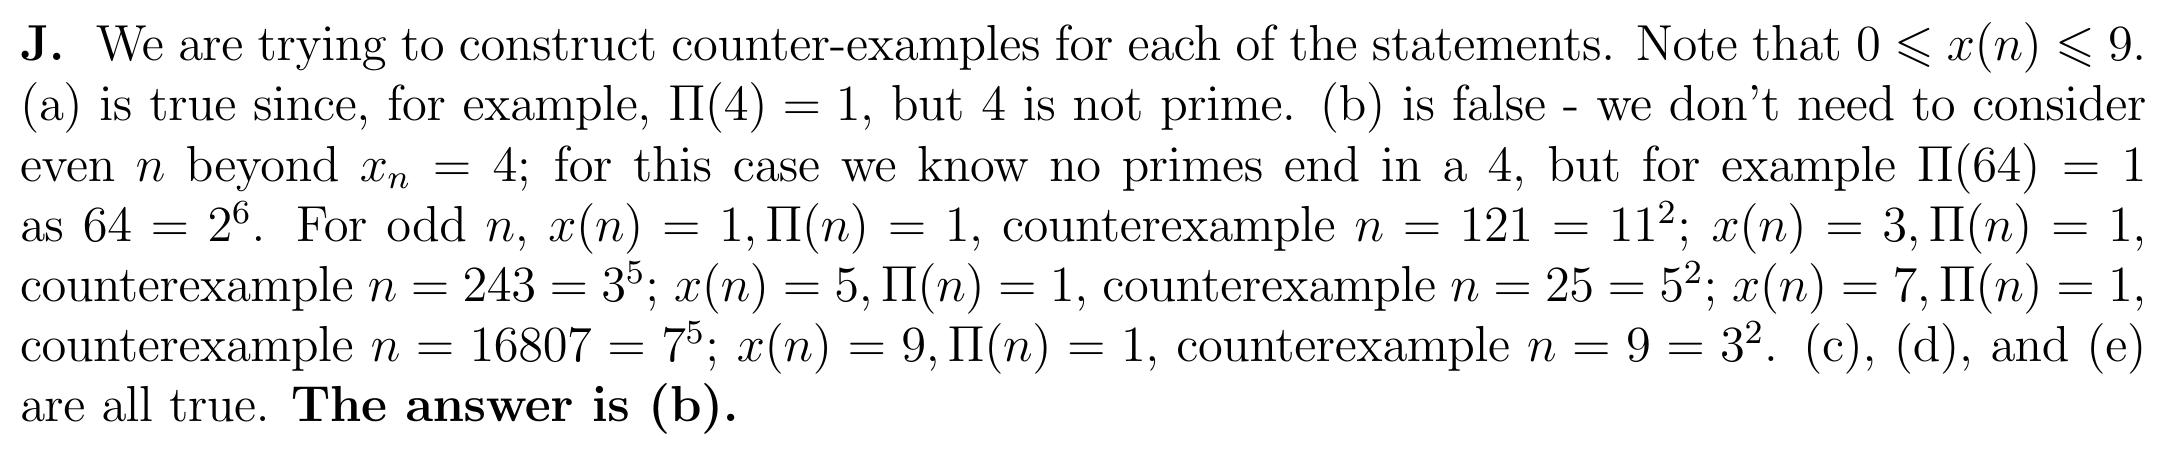 J. We are trying to construct counter-examples for each of the statements. Note that 0 ⩽ x(n) ⩽ 9.
(a) is true since, for example, Π(4) = 1, but 4 is not prime. (b) is false - we don't need to consider
even n beyond xₙ = 4; for this case we know no primes end in a 4, but for example Π(64) = 1
as 64 = 2⁶. For odd n, x(n) = 1, Π(n) = 1, counterexample n = 121 = 11²; x(n) = 3, Π(n) = 1,
counterexample n = 243 = 3⁵; x(n) = 5, Π(n) = 1, counterexample n = 25 = 5²; x(n) = 7, Π(n) = 1,
counterexample n = 16807 = 7⁵; x(n) = 9, Π(n) = 1, counterexample n = 9 = 3². (c), (d), and (e)
are all true. The answer is (b).